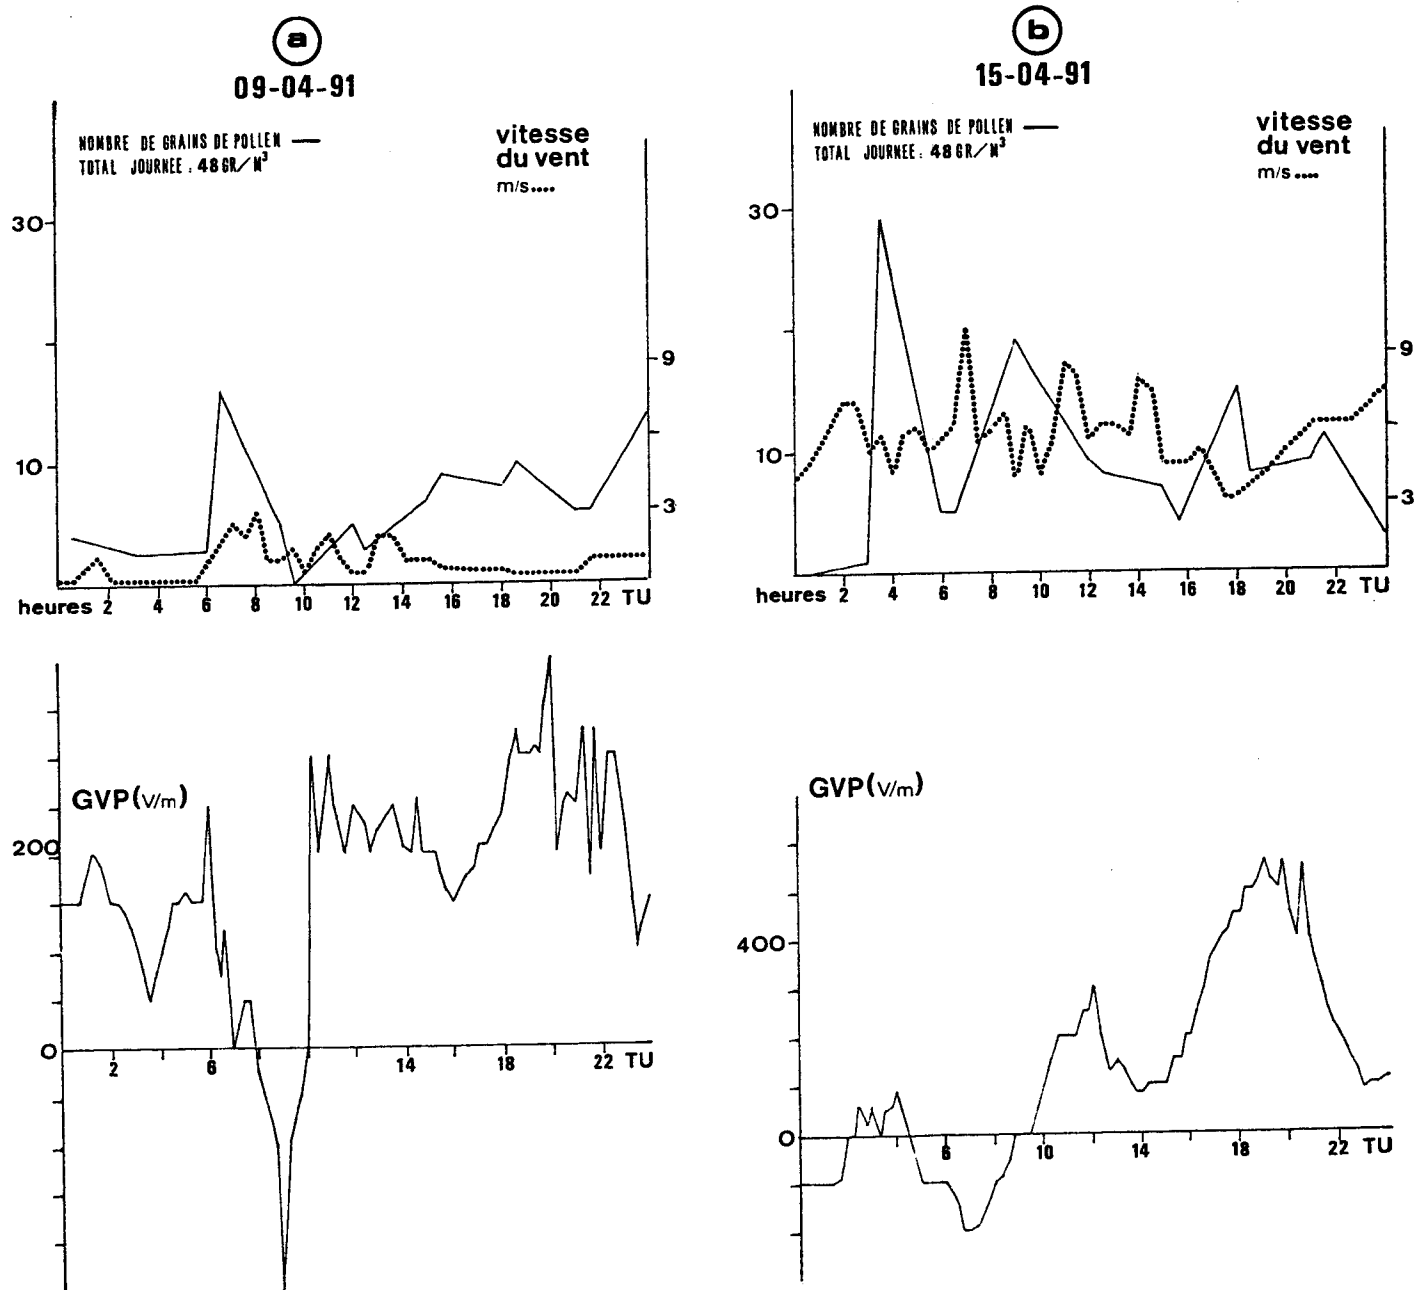 a
09-04-91
NOMBRE DE GRAINS DE POLLEN
TOTAL JOURNEE : 48 GR/M³
vitesse
du vent
m/s....
30
10
9
3
heures 2 4 6 8 10 12 14 16 18 20 22 TU
b
15-04-91
NOMBRE DE GRAINS DE POLLEN
TOTAL JOURNEE : 48 GR/M³
vitesse
du vent
m/s....
30
10
9
3
heures 2 4 6 8 10 12 14 16 18 20 22 TU
GVP (V/m)
200
0
2 6 14 18 22 TU
GVP (V/m)
400
0
6 10 14 18 22 TU